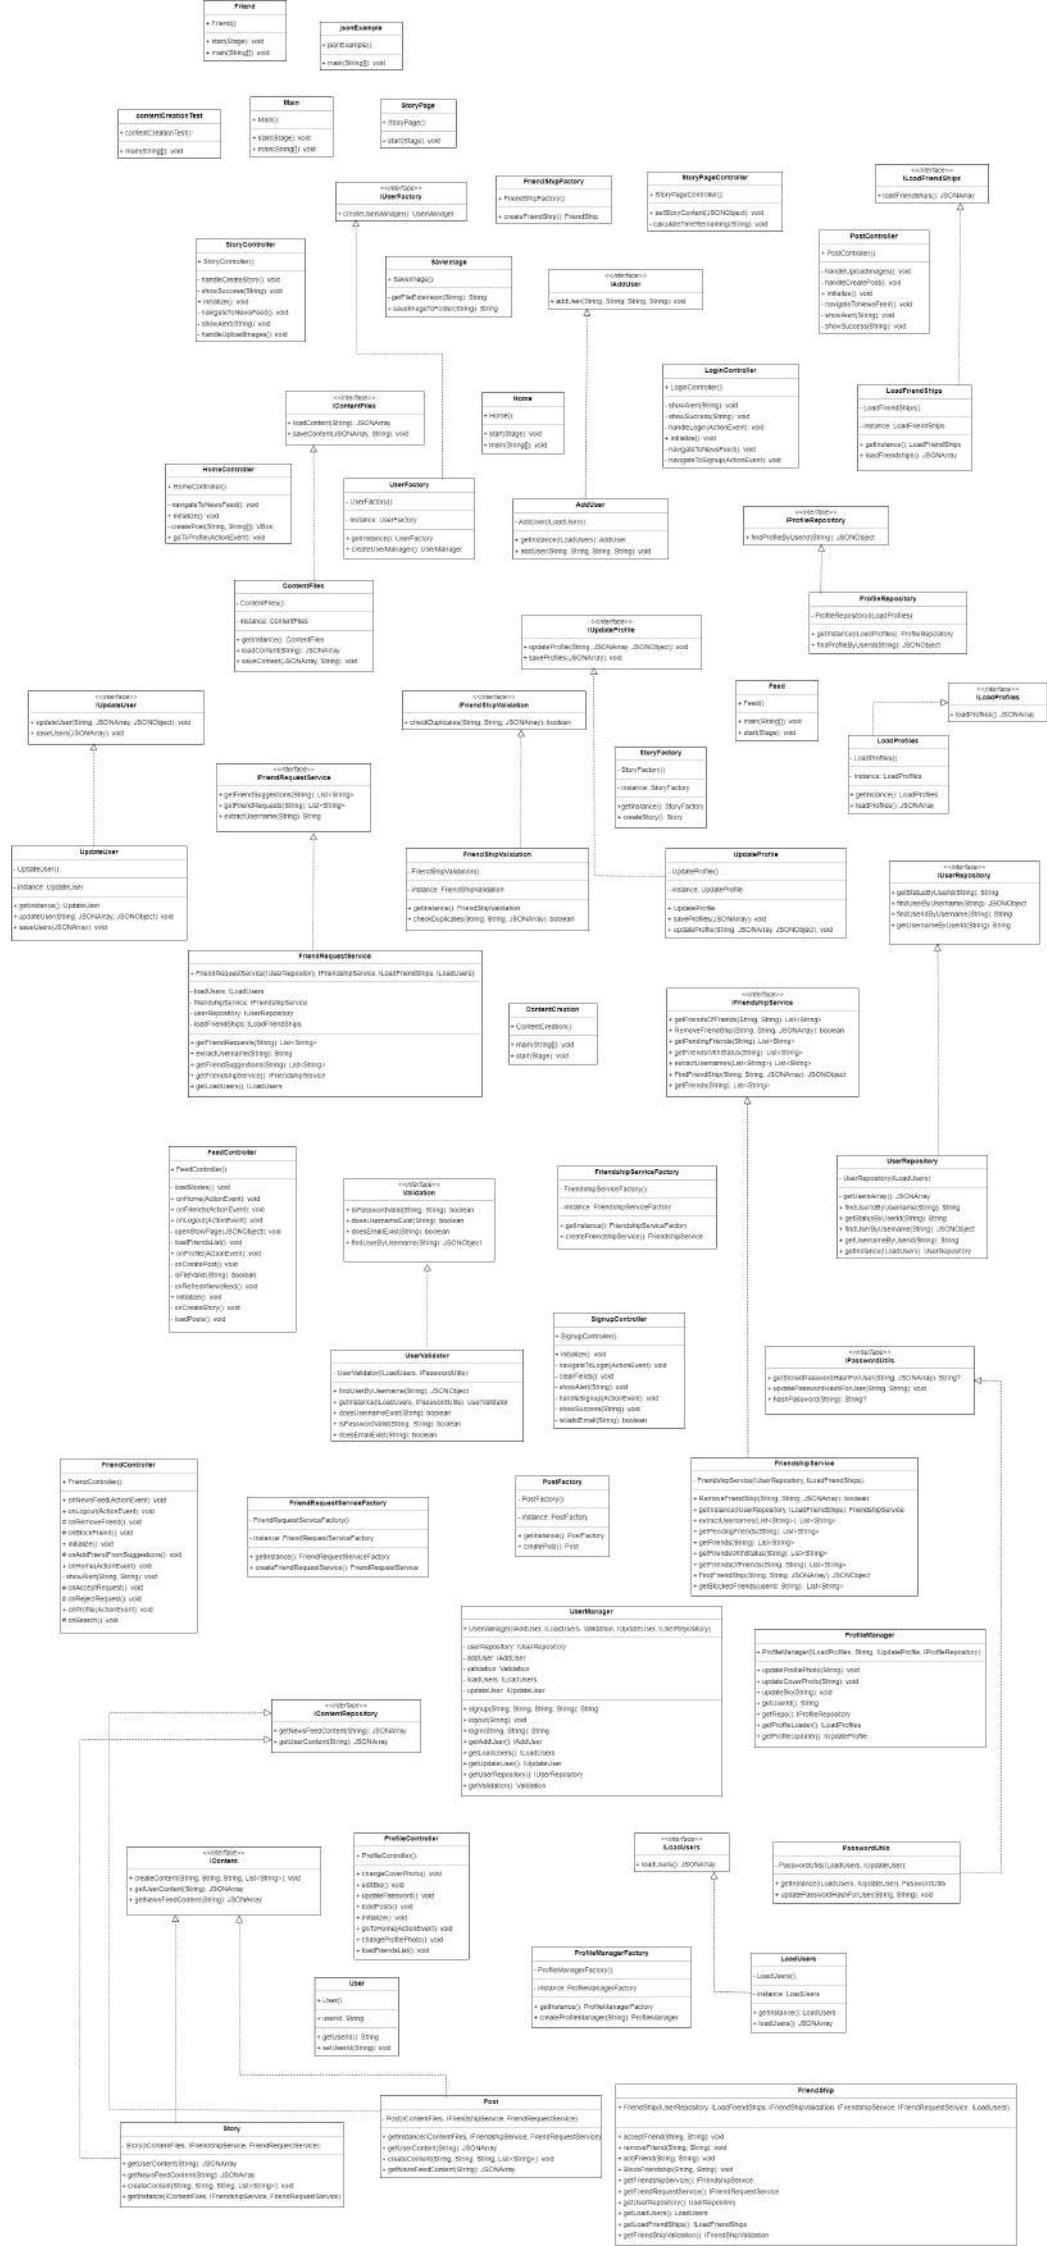 Friend
+ Friend()
+ start(Stage): void
+ main(String[]): void
jsonExample
+ jsonExample()
+ main(String[]): void
contentCreationTest
+ contentCreationTest()
+ main(String[]): void
Main
+ Main()
+ start(Stage): void
+ main(String[]): void
StoryPage
+ StoryPage()
+ start(Stage): void
<<Interface>>
IUserFactory
+ createUserManager(): UserManager
FriendShipFactory
+ FriendShipFactory()
+ createFriendShip(): FriendShip
StoryPageController
+ StoryPageController()
+ setStoryContent(JSONObject): void
- calculateTimeRemaining(String): void
<<Interface>>
ILoadFriendShips
+ loadFriendships(): JSONArray
StoryController
+ StoryController()
- handleCreateStory(): void
- showSuccess(String): void
+ initialize(): void
- navigateToNewsFeed(): void
- showAlert(String): void
- handleUploadImages(): void
SaveImage
+ SaveImage()
- getFileExtension(String): String
+ saveImageToFolder(String): String
<<Interface>>
IAddUser
+ addUser(String, String, String, String): void
PostController
+ PostController()
- handleUploadImages(): void
- handleCreatePost(): void
+ initialize(): void
- navigateToNewsFeed(): void
- showAlert(String): void
- showSuccess(String): void
<<Interface>>
IContentFiles
+ loadContent(String): JSONArray
+ saveContent(JSONArray, String): void
Home
+ Home()
+ start(Stage): void
+ main(String[]): void
LoginController
+ LoginController()
- showAlert(String): void
- showSuccess(String): void
- handleLogin(ActionEvent): void
+ initialize(): void
- navigateToNewsFeed(): void
- navigateToSignup(ActionEvent): void
LoadFriendShips
- LoadFriendShips()
- instance: LoadFriendShips
+ getInstance(): LoadFriendShips
+ loadFriendships(): JSONArray
HomeController
+ HomeController()
- navigateToNewsFeed(): void
+ initialize(): void
- createPost(String, String[]): VBox
+ goToProfile(ActionEvent): void
UserFactory
- UserFactory()
- instance: UserFactory
+ getInstance(): UserFactory
+ createUserManager(): UserManager
AddUser
- AddUser(ILoadUsers)
+ getInstance(ILoadUsers): AddUser
+ addUser(String, String, String, String): void
<<Interface>>
IProfileRepository
+ findProfileByUserId(String): JSONObject
ContentFiles
- ContentFiles()
- instance: ContentFiles
+ getInstance(): ContentFiles
+ loadContent(String): JSONArray
+ saveContent(JSONArray, String): void
<<Interface>>
IUpdateProfile
+ updateProfile(String, JSONArray, JSONObject): void
+ saveProfiles(JSONArray): void
ProfileRepository
- ProfileRepository(ILoadProfiles)
+ getInstance(ILoadProfiles): ProfileRepository
+ findProfileByUserId(String): JSONObject
<<Interface>>
IUpdateUser
+ updateUser(String, JSONArray, JSONObject): void
+ saveUsers(JSONArray): void
<<Interface>>
IFriendShipValidation
+ checkDuplicates(String, String, JSONArray): boolean
Feed
+ Feed()
+ main(String[]): void
+ start(Stage): void
<<Interface>>
ILoadProfiles
+ loadProfiles(): JSONArray
<<Interface>>
IFriendRequestService
+ getFriendSuggestions(String): List<String>
+ getFriendRequests(String): List<String>
+ extractUsername(String): String
StoryFactory
- StoryFactory()
- instance: StoryFactory
+getInstance(): StoryFactory
+ createStory(): Story
LoadProfiles
- LoadProfiles()
- instance: LoadProfiles
+ getInstance(): LoadProfiles
+ loadProfiles(): JSONArray
UpdateUser
- UpdateUser()
- instance: UpdateUser
+ getInstance(): UpdateUser
+ updateUser(String, JSONArray, JSONObject): void
+ saveUsers(JSONArray): void
FriendShipValidation
- FriendShipValidation()
- instance: FriendShipValidation
+ getInstance(): FriendShipValidation
+ checkDuplicates(String, String, JSONArray): boolean
UpdateProfile
- UpdateProfile()
- instance: UpdateProfile
+ UpdateProfile
+ saveProfiles(JSONArray): void
+ updateProfile(String, JSONArray, JSONObject): void
<<Interface>>
IUserRepository
+ getStatusByUserId(String): String
+ findUserByUsername(String): JSONObject
+ findUserIdByUsername(String): String
+ getUsernameByUserId(String): String
FriendRequestService
+ FriendRequestService(IUserRepository, IFriendshipService, ILoadFriendShips, ILoadUsers)
- loadUsers: ILoadUsers
- friendshipService: IFriendshipService
- userRepository: IUserRepository
- loadFriendShips: ILoadFriendShips
+ getFriendRequests(String): List<String>
+ extractUsername(String): String
+ getFriendSuggestions(String): List<String>
+ getFriendshipService(): IFriendshipService
+ getLoadUsers(): ILoadUsers
ContentCreation
+ ContentCreation()
+ main(String[]): void
+ start(Stage): void
<<Interface>>
IFriendshipService
+ getFriendsOfFriends(String, String): List<String>
+ RemoveFriendShip(String, String, JSONArray): boolean
+ getPendingFriends(String): List<String>
+ getFriendsWithStatus(String): List<String>
+ extractUsernames(List<String>): List<String>
+ FindFriendShip(String, String, JSONArray): JSONObject
+ getFriends(String): List<String>
FeedController
+ FeedController()
- loadStories(): void
+ onHome(ActionEvent): void
+ onFriends(ActionEvent): void
+ onLogout(ActionEvent): void
- openStoryPage(JSONObject): void
- loadFriendsList(): void
+ onProfile(ActionEvent): void
- onCreatePost(): void
- isFileValid(String): boolean
- onRefreshNewsfeed(): void
+ initialize(): void
- onCreateStory(): void
- loadPosts(): void
<<Interface>>
Validation
+ isPasswordValid(String, String): boolean
+ doesUsernameExist(String): boolean
+ doesEmailExist(String): boolean
+ findUserByUsername(String): JSONObject
FriendshipServiceFactory
- FriendshipServiceFactory()
- instance: FriendshipServiceFactory
+ getInstance(): FriendshipServiceFactory
+ createFriendshipService(): FriendshipService
UserRepository
- UserRepository(ILoadUsers)
- getUsersArray(): JSONArray
+ findUserIdByUsername(String): String
+ getStatusByUserId(String): String
+ findUserByUsername(String): JSONObject
+ getUsernameByUserId(String): String
+ getInstance(ILoadUsers): UserRepository
UserValidator
- UserValidator(ILoadUsers, IPasswordUtils)
+ findUserByUsername(String): JSONObject
+ getInstance(ILoadUsers, IPasswordUtils): UserValidator
+ doesUsernameExist(String): boolean
+ isPasswordValid(String, String): boolean
+ doesEmailExist(String): boolean
SignupController
+ SignupController()
+ initialize(): void
- navigateToLogin(ActionEvent): void
- clearFields(): void
- showAlert(String): void
- handleSignup(ActionEvent): void
- showSuccess(String): void
- isValidEmail(String): boolean
<<Interface>>
IPasswordUtils
+ getStoredPasswordHashForUser(String, JSONArray): String?
+ updatePasswordHashForUser(String, String): void
+ hashPassword(String): String?
FriendController
+ FriendController()
+ onNewsFeed(ActionEvent): void
+ onLogout(ActionEvent): void
# onRemoveFriend(): void
# onBlockFriend(): void
+ initialize(): void
# onAddFriendFromSuggestions(): void
+ onHome(ActionEvent): void
- showAlert(String, String): void
# onAcceptRequest(): void
# onRejectRequest(): void
+ onProfile(ActionEvent): void
# onSearch(): void
FriendRequestServiceFactory
- FriendRequestServiceFactory()
- instance: FriendRequestServiceFactory
+ getInstance(): FriendRequestServiceFactory
+ createFriendRequestService(): FriendRequestService
PostFactory
- PostFactory()
- instance: PostFactory
+ getInstance(): PostFactory
+ createPost(): Post
FriendshipService
- FriendshipService(IUserRepository, ILoadFriendShips)
+ RemoveFriendShip(String, String, JSONArray): boolean
+ getInstance(IUserRepository, ILoadFriendShips): FriendshipService
+ extractUsernames(List<String>): List<String>
+ getPendingFriends(String): List<String>
+ getFriends(String): List<String>
+ getFriendsWithStatus(String): List<String>
+ getFriendsOfFriends(String, String): List<String>
+ FindFriendShip(String, String, JSONArray): JSONObject
+ getBlockedFriends(userId: String): List<String>
UserManager
+ UserManager(IAddUser, ILoadUsers, Validation, IUpdateUser, IUserRepository)
- userRepository: IUserRepository
- addUser: IAddUser
- validation: Validation
- loadUsers: ILoadUsers
- updateUser: IUpdateUser
+ signup(String, String, String, String): String
+ logout(String): void
+ login(String, String): String
+ getAddUser(): IAddUser
+ getLoadUsers(): ILoadUsers
+ getUpdateUser(): IUpdateUser
+ getUserRepository(): IUserRepository
+ getValidation(): Validation
ProfileManager
+ ProfileManager(ILoadProfiles, String, IUpdateProfile, IProfileRepository)
+ updateProfilePhoto(String): void
+ updateCoverPhoto(String): void
+ updateBio(String): void
+ getUserId(): String
+ getRepo(): IProfileRepository
+ getProfileLoader(): ILoadProfiles
+ getProfileUpdater(): IUpdateProfile
<<Interface>>
IContentRepository
+ getNewsFeedContent(String): JSONArray
+ getUserContent(String): JSONArray
<<Interface>>
IContent
+ createContent(String, String, String, List<String>): void
+ getUserContent(String): JSONArray
+ getNewsFeedContent(String): JSONArray
ProfileController
+ ProfileController()
+ changeCoverPhoto(): void
+ editBio(): void
+ updatePassword(): void
+ loadPosts(): void
+ initialize(): void
+ goToHome(ActionEvent): void
+ changeProfilePhoto(): void
+ loadFriendsList(): void
<<Interface>>
ILoadUsers
+ loadUsers(): JSONArray
PasswordUtils
- PasswordUtils(ILoadUsers, IUpdateUser)
+ getInstance(ILoadUsers, IUpdateUser): PasswordUtils
+ updatePasswordHashForUser(String, String): void
ProfileManagerFactory
- ProfileManagerFactory()
- instance: ProfileManagerFactory
+ getInstance(): ProfileManagerFactory
+ createProfileManager(String): ProfileManager
LoadUsers
- LoadUsers()
- instance: LoadUsers
+ getInstance(): LoadUsers
+ loadUsers(): JSONArray
User
+ User()
+ userId: String
+ getUserId(): String
+ setUserId(String): void
Post
- Post(IContentFiles, IFriendshipService, FriendRequestService)
+ getInstance(IContentFiles, IFriendshipService, FriendRequestService)
+ getUserContent(String): JSONArray
+ createContent(String, String, String, List<String>): void
+ getNewsFeedContent(String): JSONArray
Story
- Story(IContentFiles, IFriendshipService, FriendRequestService)
+ getUserContent(String): JSONArray
+ getNewsFeedContent(String): JSONArray
+ createContent(String, String, String, List<String>): void
+ getInstance(IContentFiles, IFriendshipService, FriendRequestService)
FriendShip
+ FriendShip(IUserRepository, ILoadFriendShips, IFriendShipValidation, IFriendshipService, IFriendRequestService, ILoadUsers)
+ acceptFriend(String, String): void
+ removeFriend(String, String): void
+ addFriend(String, String): void
+ BlockFriendship(String, String): void
+ getFriendshipService(): IFriendshipService
+ getFriendRequestService(): IFriendRequestService
+ getUserRepository(): IUserRepository
+ getLoadUsers(): ILoadUsers
+ getLoadFriendShips(): ILoadFriendShips
+ getFriendShipValidation(): IFriendShipValidation